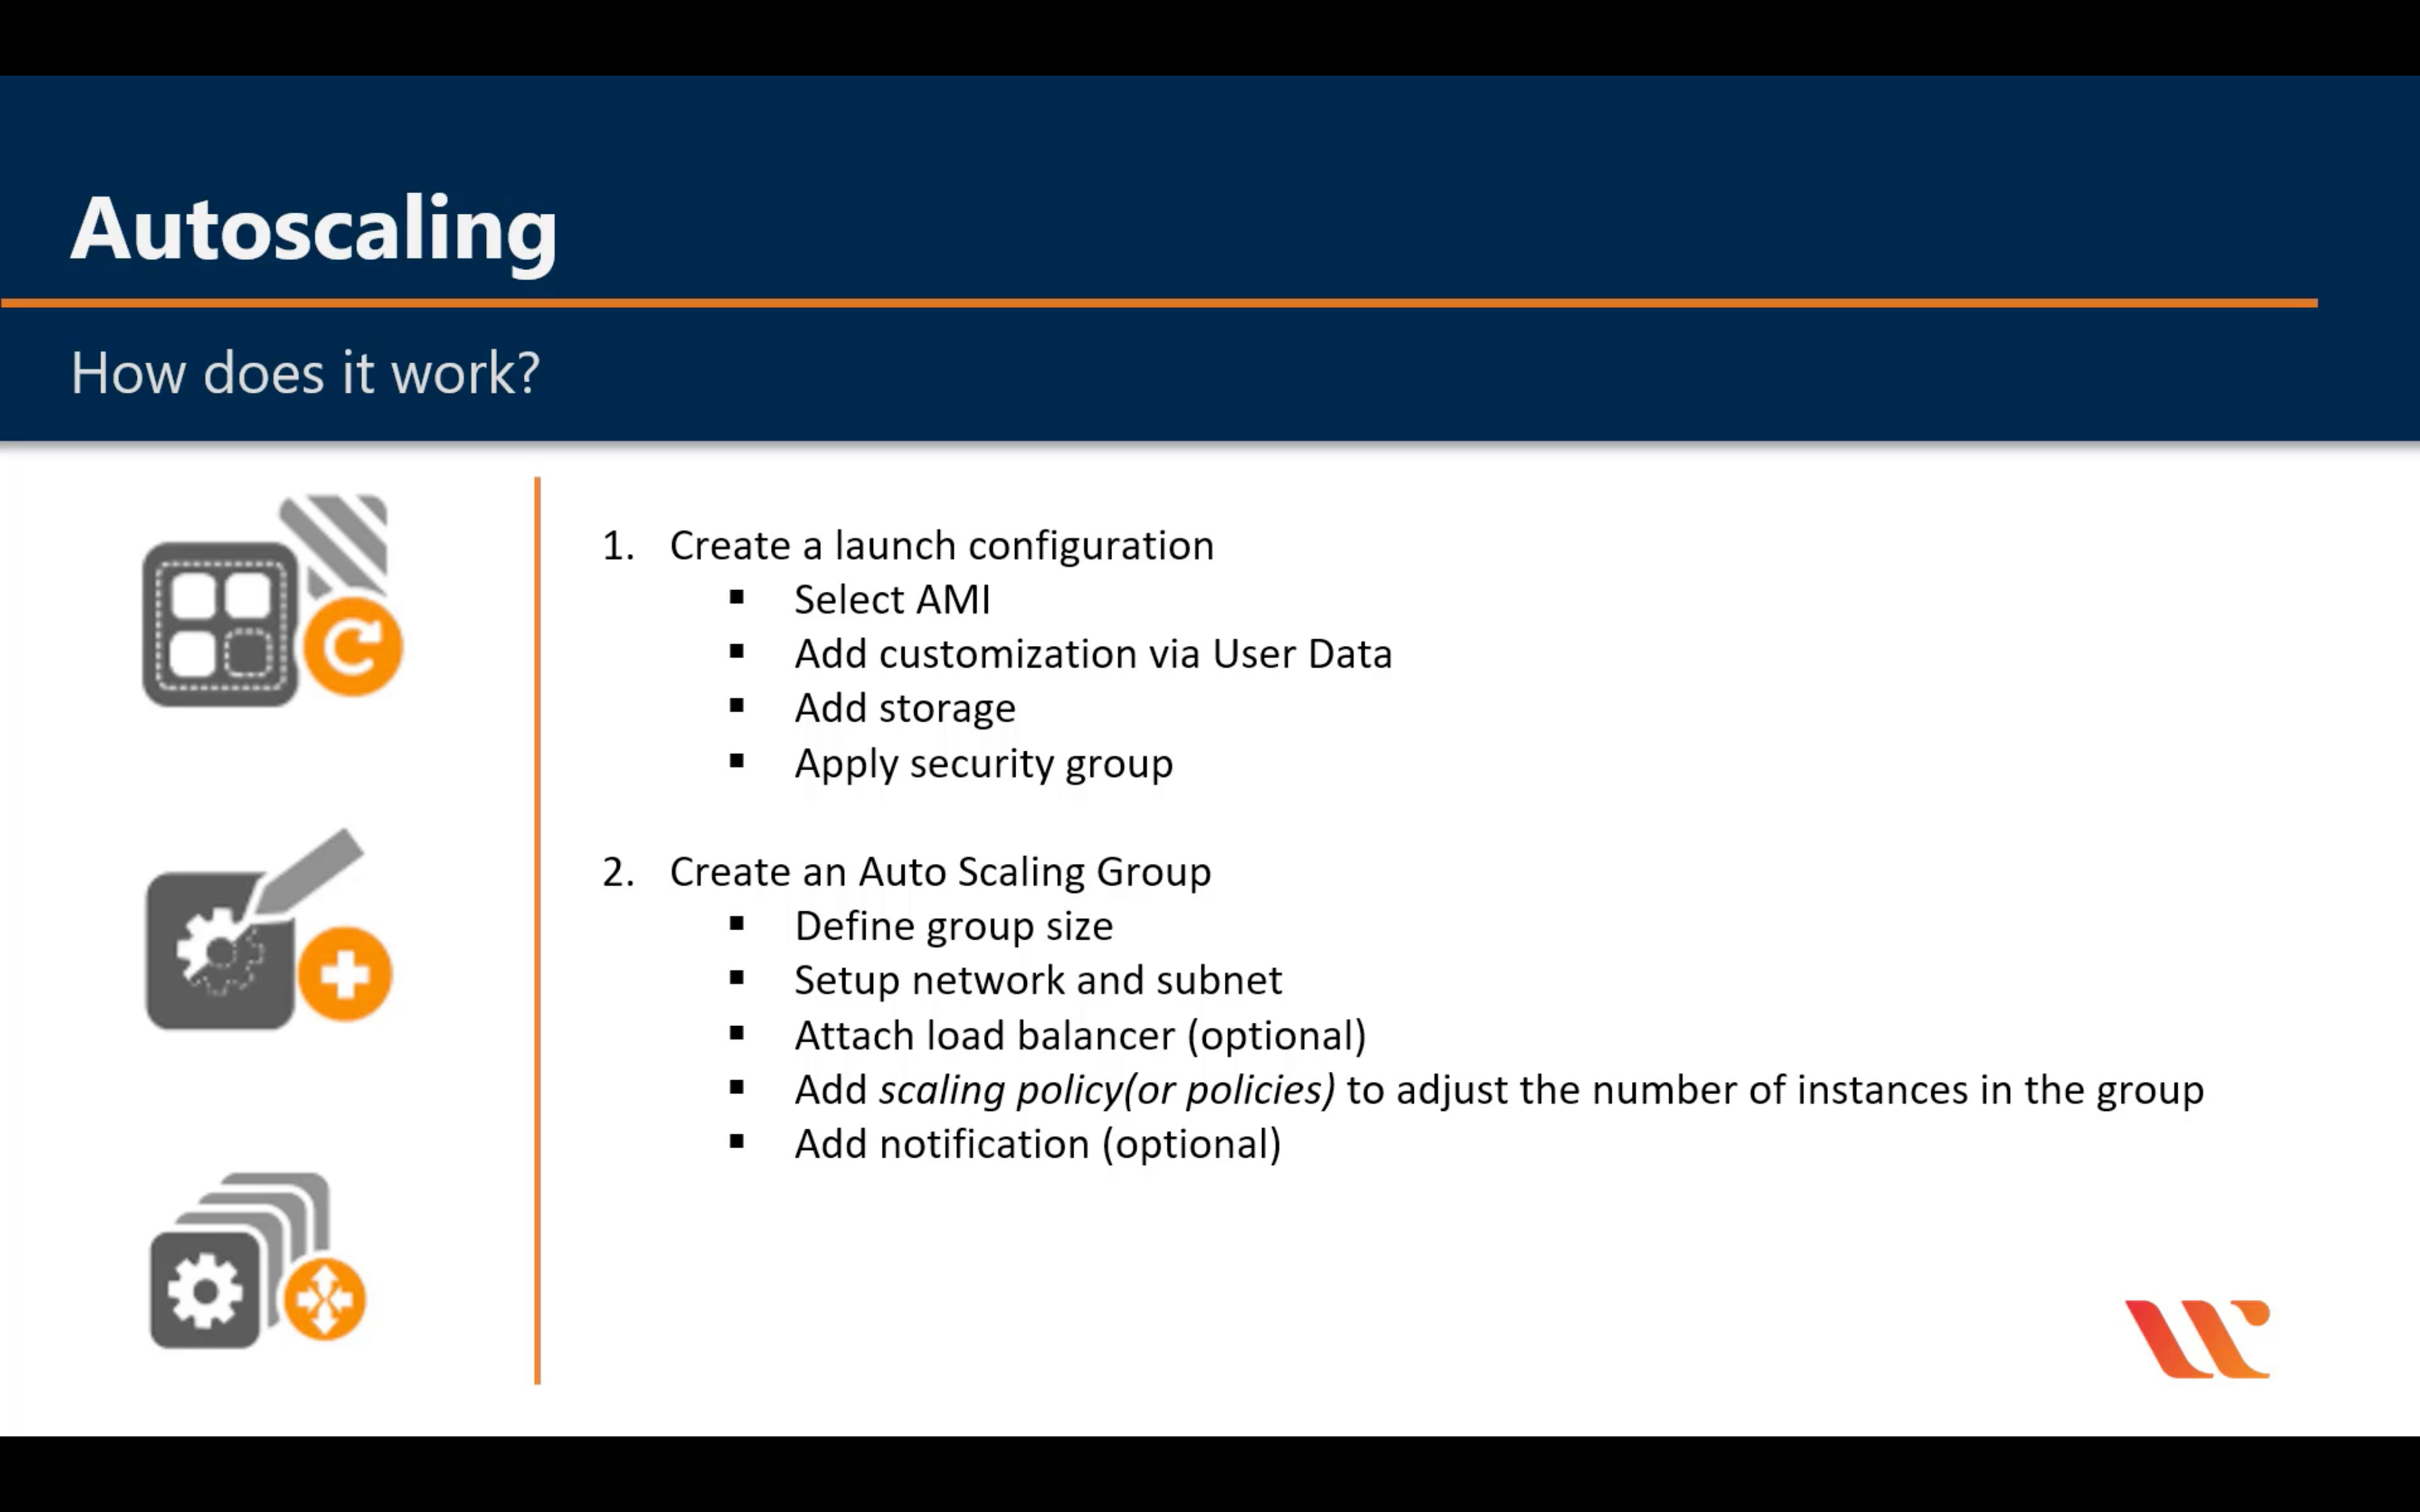 Autoscaling
How does it work?
1. Create a launch configuration
▪ Select AMI
▪ Add customization via User Data
▪ Add storage
▪ Apply security group
2. Create an Auto Scaling Group
▪ Define group size
▪ Setup network and subnet
▪ Attach load balancer (optional)
▪ Add scaling policy(or policies) to adjust the number of instances in the group
▪ Add notification (optional)